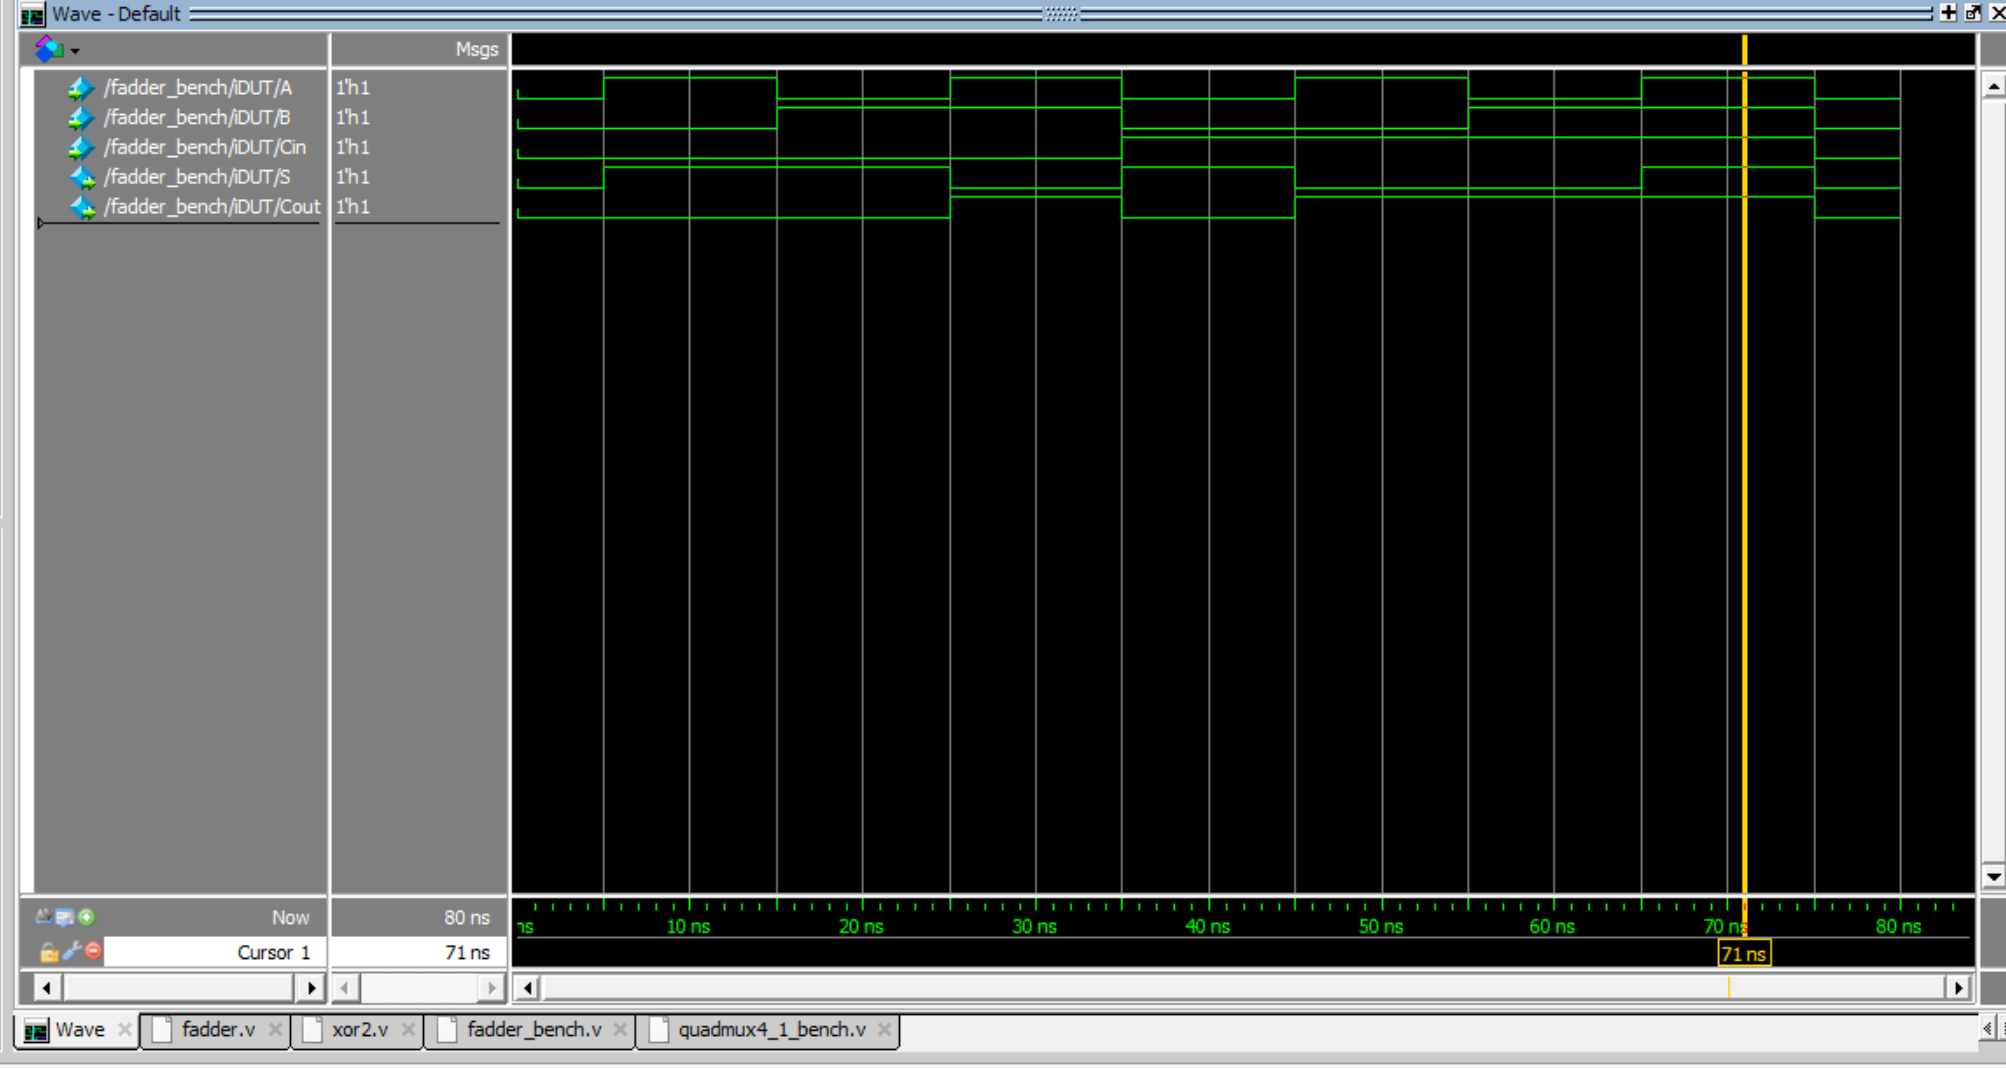 Wave - Default
Msgs
/fadder_bench/iDUT/A 1'h1
/fadder_bench/iDUT/B 1'h1
/fadder_bench/iDUT/Cin 1'h1
/fadder_bench/iDUT/S 1'h1
/fadder_bench/iDUT/Cout 1'h1
Now 80 ns
ns 10 ns 20 ns 30 ns 40 ns 50 ns 60 ns 70 ns 80 ns
Cursor 1 71 ns 71 ns
Wave fadder.v xor2.v fadder_bench.v quadmux4_1_bench.v